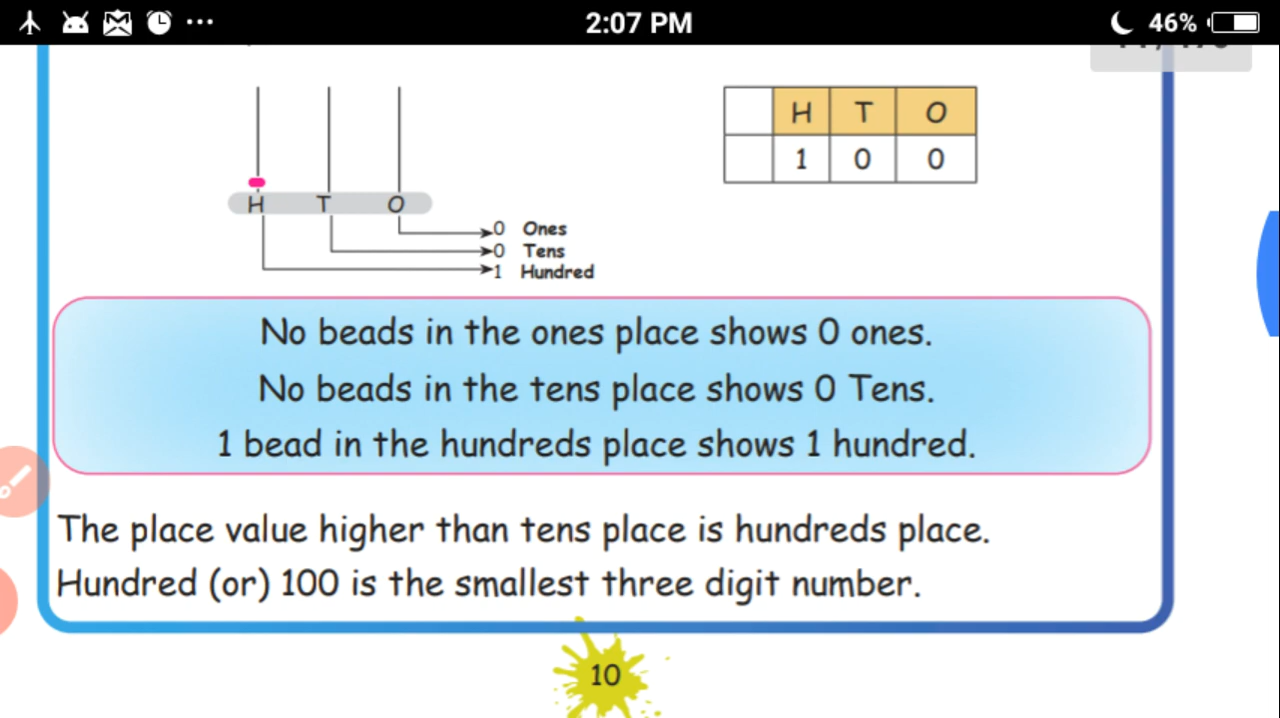 2:07 PM
46%
H T O
1 0 0
H T O
0 Ones
0 Tens
1 Hundred
No beads in the ones place shows 0 ones.
No beads in the tens place shows 0 Tens.
1 bead in the hundreds place shows 1 hundred.
The place value higher than tens place is hundreds place.
Hundred (or) 100 is the smallest three digit number.
10